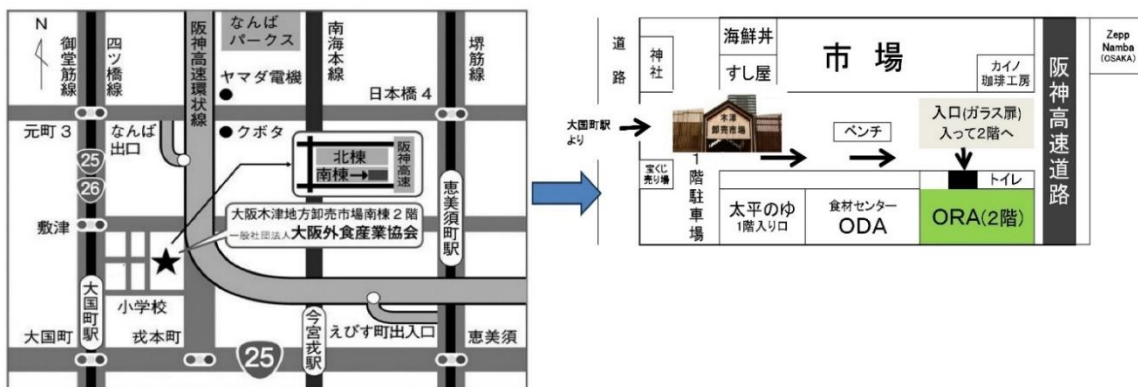 N
御堂筋線
四ツ橋線
阪神高速環状線
なんば
パークス
南海本線
堺筋線
ヤマダ電機
日本橋4
元町3
なんば
出口
クボタ
25
26
北棟
南棟→
阪神高速
恵美須町駅
敷津
大阪木津地方卸売市場南棟2階
一般社団法人大阪外食産業協会
大国町駅
小学校
大国町
戎本町
25
今宮戎駅
えびす町出入口
恵美須
道路
神社
海鮮丼
すし屋
市場
カイノ
珈琲工房
阪神高速道路
Zepp
Namba
(OSAKA)
大国町駅
より
木津
卸売市場
ベンチ
入口(ガラス扉)
入って2階へ
宝くじ
売り場
1階駐車場
トイレ
太平のゆ
1階入り口
食材センター
ODA
ORA(2階)